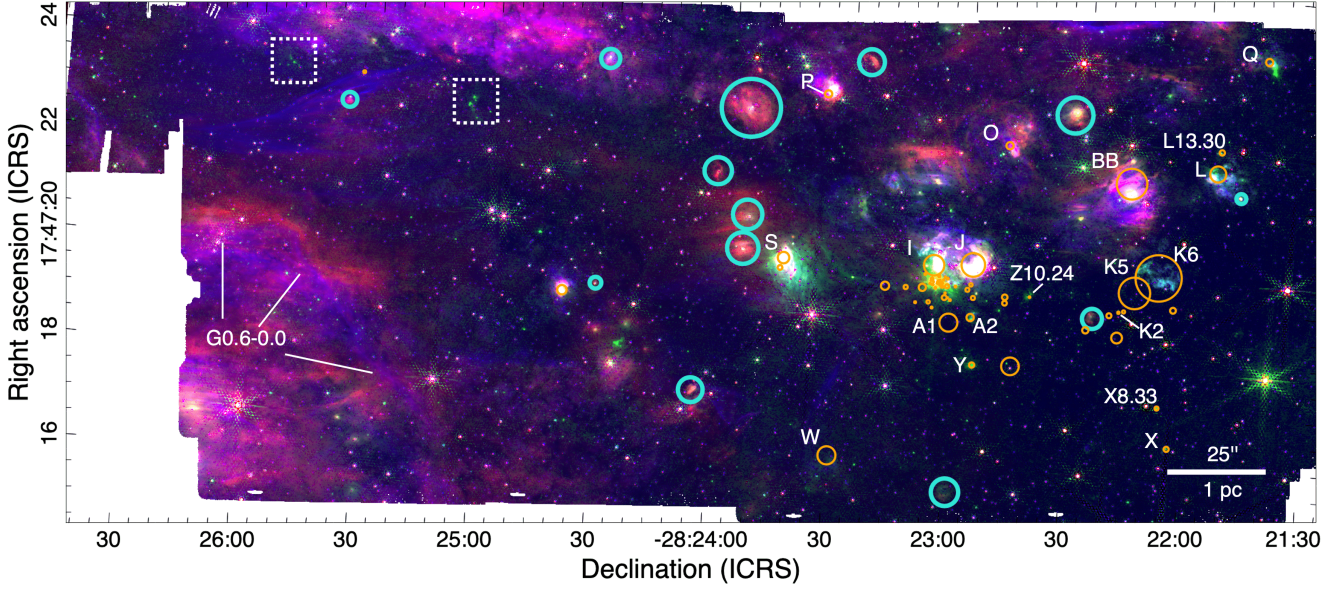 24
Q
P
22
O
L13.30
BB
L
17:47:20
S
I
J
K6
K5
Z10.24
G0.6-0.0
18
A1
A2
K2
Y
X8.33
W
X
16
25"
1 pc
30
26:00
30
25:00
30
-28:24:00
30
23:00
30
22:00
21:30
Right ascension (ICRS)
Declination (ICRS)